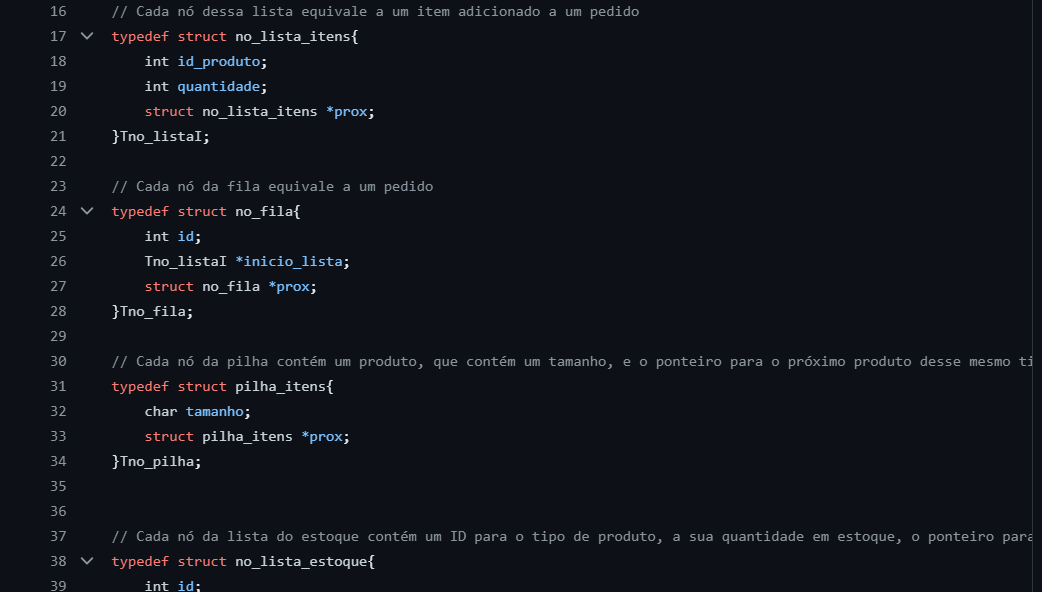 16 // Cada nó dessa lista equivale a um item adicionado a um pedido
17 typedef struct no_lista_itens{
18 int id_produto;
19 int quantidade;
20 struct no_lista_itens *prox;
21 }Tno_listaI;
22
23 // Cada nó da fila equivale a um pedido
24 typedef struct no_fila{
25 int id;
26 Tno_listaI *inicio_lista;
27 struct no_fila *prox;
28 }Tno_fila;
29
30 // Cada nó da pilha contém um produto, que contém um tamanho, e o ponteiro para o próximo produto desse mesmo ti
31 typedef struct pilha_itens{
32 char tamanho;
33 struct pilha_itens *prox;
34 }Tno_pilha;
35
36
37 // Cada nó da lista do estoque contém um ID para o tipo de produto, a sua quantidade em estoque, o ponteiro para
38 typedef struct no_lista_estoque{
39 int id;